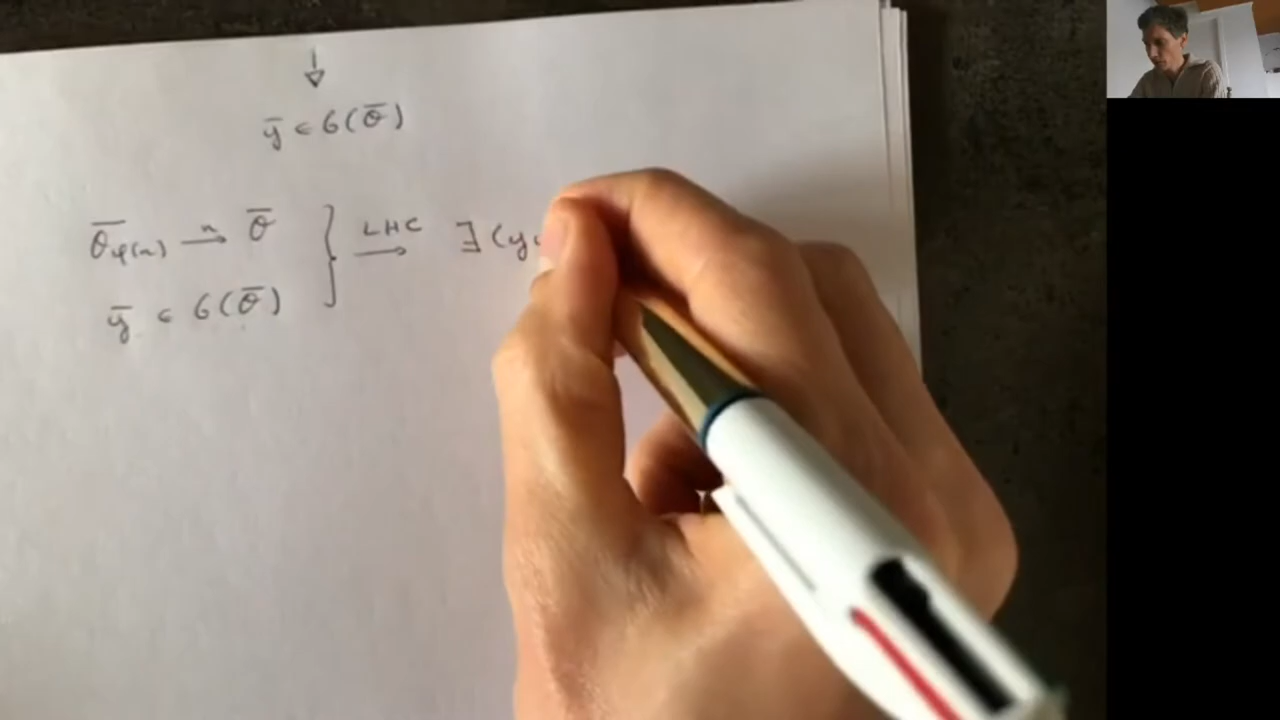 ↓
ȳ ∈ G(θ̄)
θ̄φ(n) →ⁿ θ̄ } LHC → ∃ (y
ȳ ∈ G(θ̄)